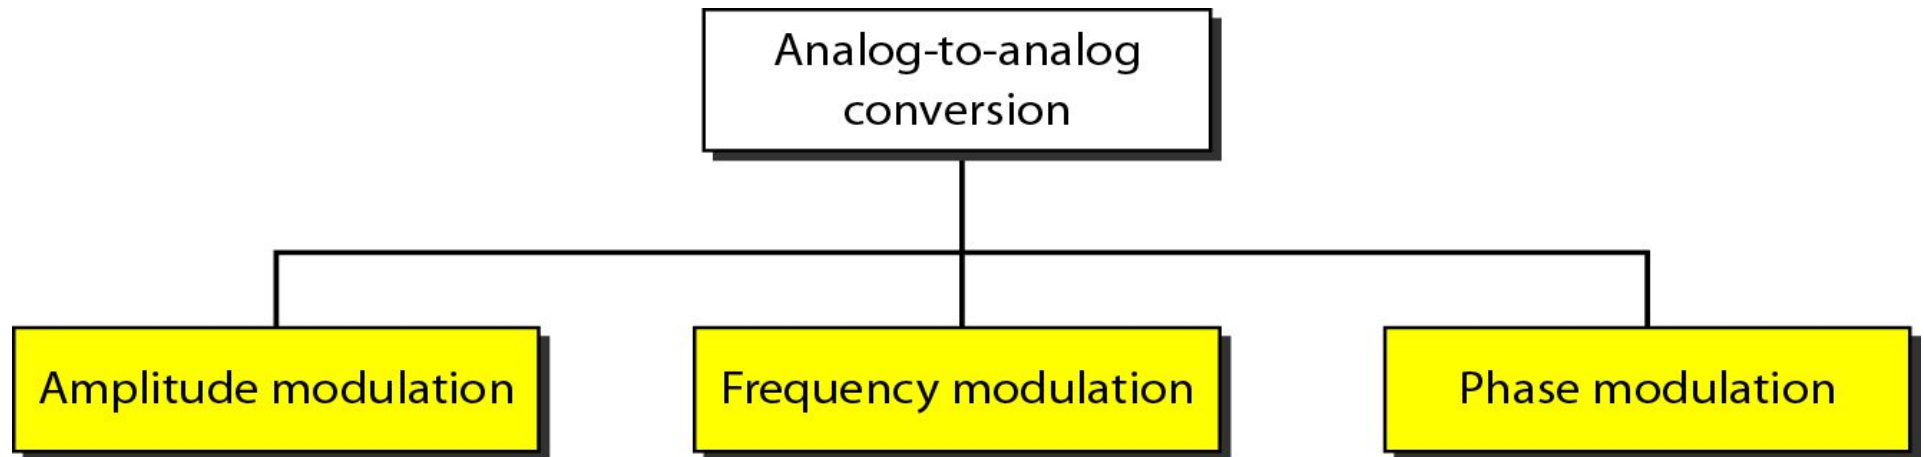 Analog-to-analog
conversion
Amplitude modulation
Frequency modulation
Phase modulation